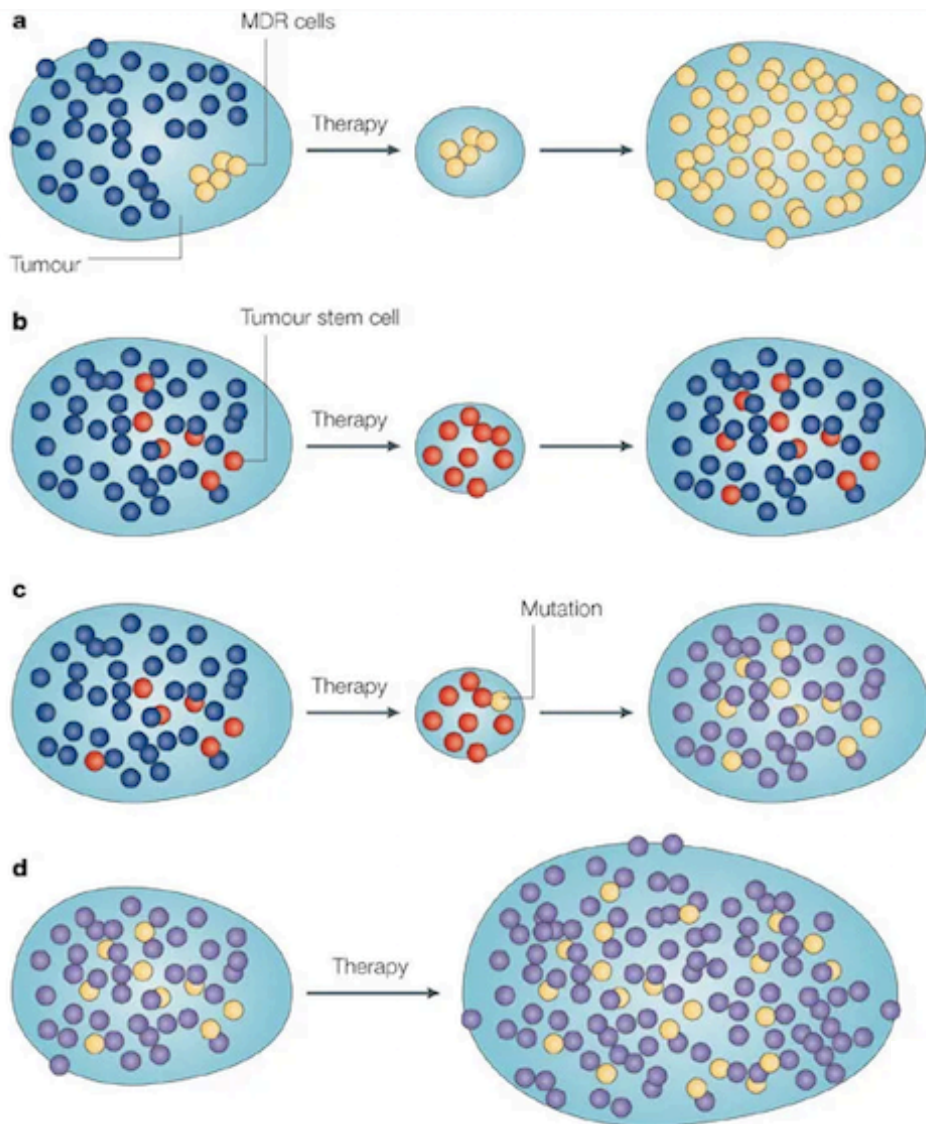 a
MDR cells
Therapy
Tumour
b
Tumour stem cell
Therapy
c
Mutation
Therapy
d
Therapy